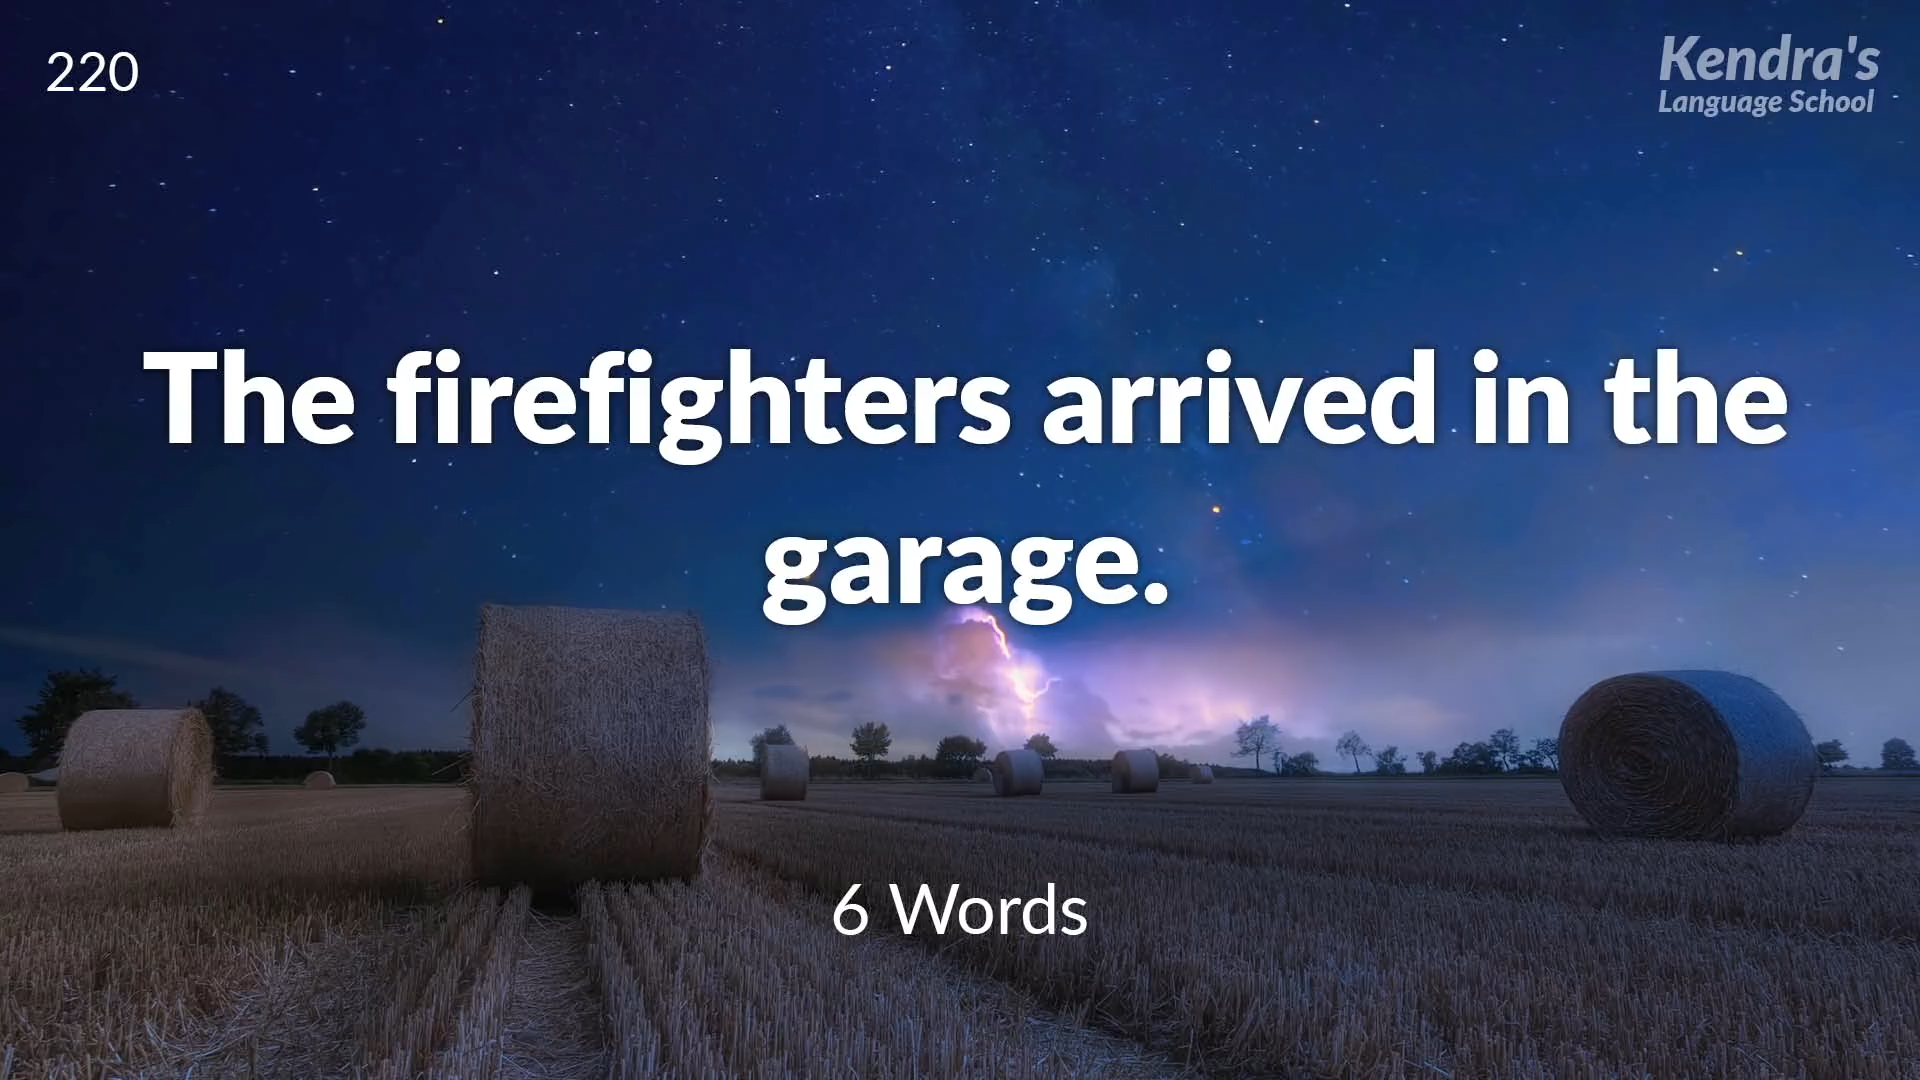 220
Kendra's
Language School
The firefighters arrived in the
garage.
6 Words